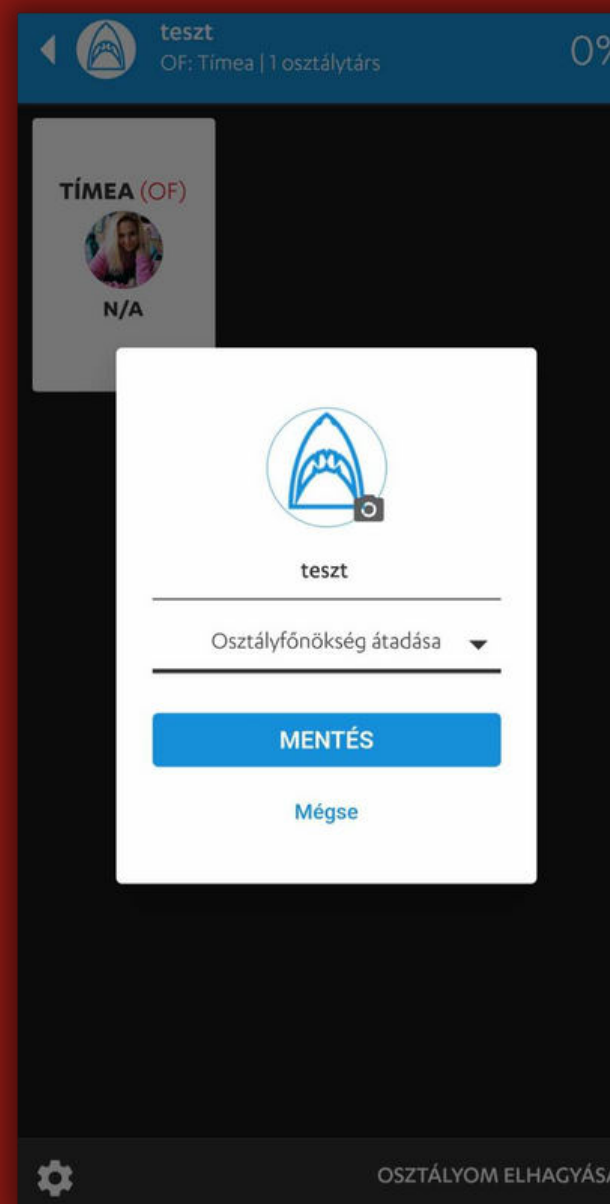 teszt
OF: Tímea | 1 osztálytárs
0%
TÍMEA (OF)
N/A
teszt
Osztályfőnökség átadása
MENTÉS
Mégse
OSZTÁLYOM ELHAGYÁSA